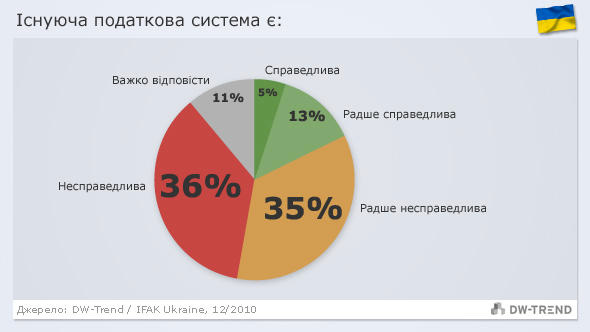 Існуюча податкова система є:
Справедлива
5%
Важко відповісти
11%
13%
Радше справедлива
Несправедлива
36%
35%
Радше несправедлива
Джерело: DW-Trend / IFAK Ukraine, 12/2010
DW-TREND